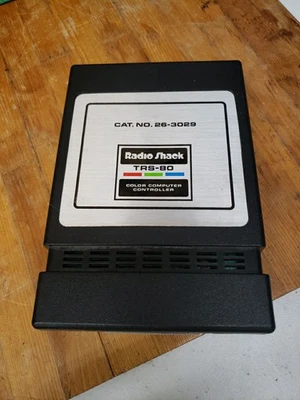 CAT. NO. 26-3029
Radio Shack
TRS-80
COLOR COMPUTER
CONTROLLER